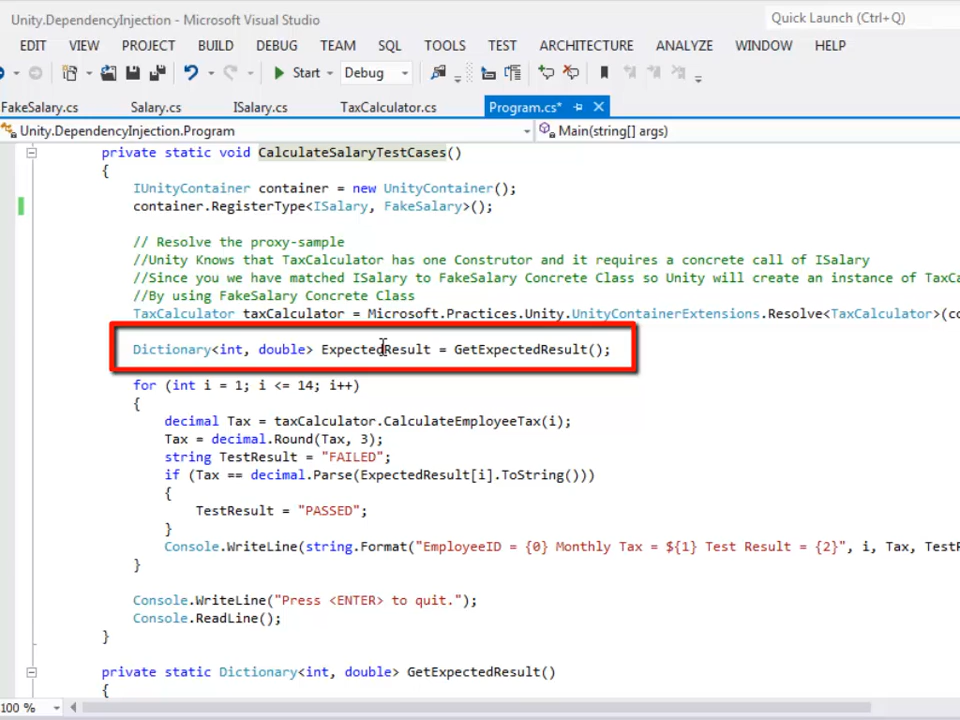 Unity.DependencyInjection - Microsoft Visual Studio
Quick Launch (Ctrl+Q)
EDIT VIEW PROJECT BUILD DEBUG TEAM SQL TOOLS TEST ARCHITECTURE ANALYZE WINDOW HELP
Start Debug
FakeSalary.cs Salary.cs ISalary.cs TaxCalculator.cs Program.cs*
Unity.DependencyInjection.Program Main(string[] args)
private static void CalculateSalaryTestCases()
{
IUnityContainer container = new UnityContainer();
container.RegisterType<ISalary, FakeSalary>();
// Resolve the proxy-sample
//Unity Knows that TaxCalculator has one Construtor and it requires a concrete call of ISalary
//Since you we have matched ISalary to FakeSalary Concrete Class so Unity will create an instance of TaxCa
//By using FakeSalary Concrete Class
TaxCalculator taxCalculator = Microsoft.Practices.Unity.UnityContainerExtensions.Resolve<TaxCalculator>(co
Dictionary<int, double> ExpectedResult = GetExpectedResult();
for (int i = 1; i <= 14; i++)
{
decimal Tax = taxCalculator.CalculateEmployeeTax(i);
Tax = decimal.Round(Tax, 3);
string TestResult = "FAILED";
if (Tax == decimal.Parse(ExpectedResult[i].ToString()))
{
TestResult = "PASSED";
}
Console.WriteLine(string.Format("EmployeeID = {0} Monthly Tax = ${1} Test Result = {2}", i, Tax, TestR
}
Console.WriteLine("Press <ENTER> to quit.");
Console.ReadLine();
}
private static Dictionary<int, double> GetExpectedResult()
{
100 %